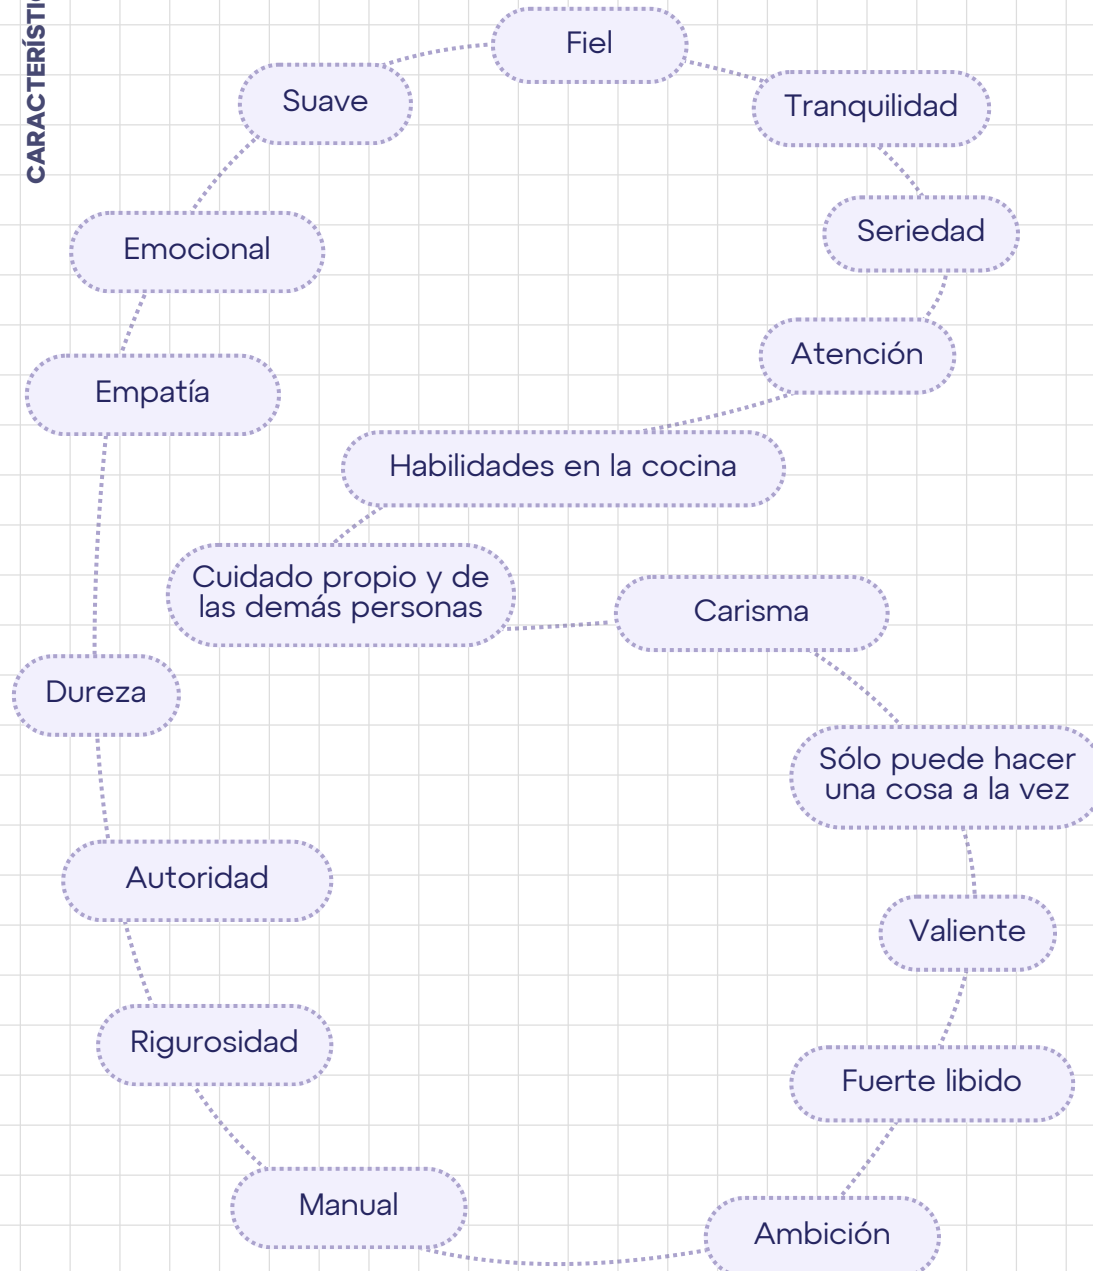 Fiel
Suave
Tranquilidad
Seriedad
Emocional
Atención
Empatía
Habilidades en la cocina
Cuidado propio y de
las demás personas
Carisma
Dureza
Sólo puede hacer
una cosa a la vez
Autoridad
Valiente
Rigurosidad
Fuerte libido
Manual
Ambición